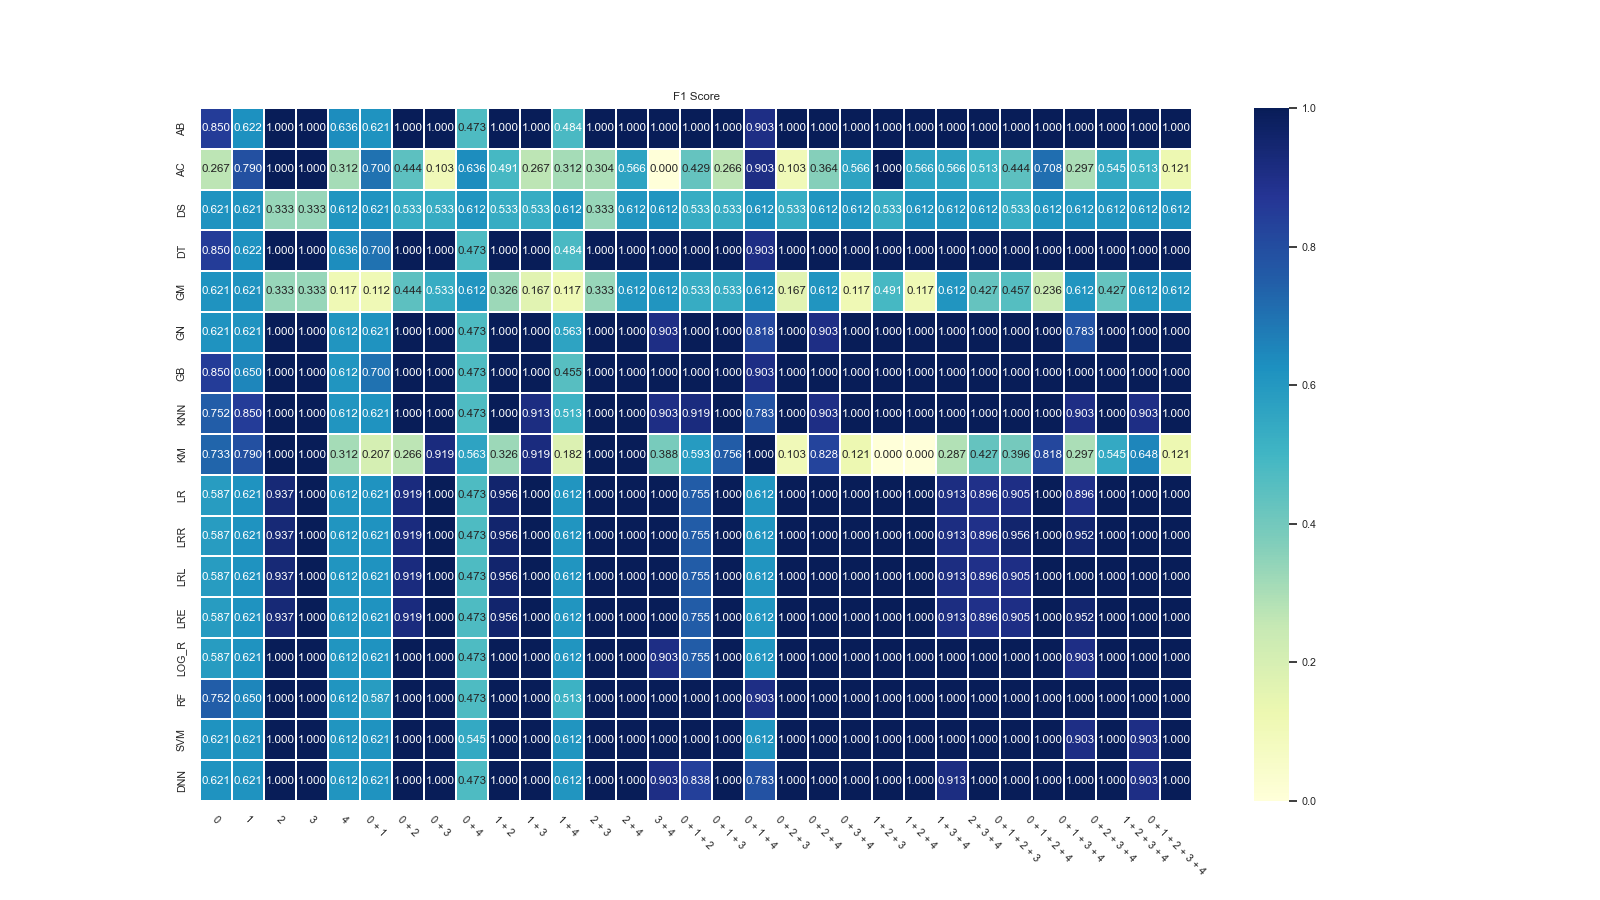 F1 Score
AB 0.850 0.622 1.000 1.000 0.636 0.621 1.000 1.000 0.473 1.000 1.000 0.484 1.000 1.000 1.000 1.000 1.000 0.903 1.000 1.000 1.000 1.000 1.000 1.000 1.000 1.000 1.000 1.000 1.000 1.000 1.000
AC 0.267 0.790 1.000 1.000 0.312 0.700 0.444 0.103 0.636 0.491 0.267 0.312 0.304 0.566 0.000 0.429 0.266 0.903 0.103 0.364 0.566 1.000 0.566 0.566 0.513 0.444 0.708 0.297 0.545 0.513 0.121
DS 0.621 0.621 0.333 0.333 0.612 0.621 0.533 0.533 0.612 0.533 0.533 0.612 0.333 0.612 0.612 0.533 0.533 0.612 0.533 0.612 0.612 0.533 0.612 0.612 0.612 0.533 0.612 0.612 0.612 0.612 0.612
DT 0.850 0.622 1.000 1.000 0.636 0.700 1.000 1.000 0.473 1.000 1.000 0.484 1.000 1.000 1.000 1.000 1.000 0.903 1.000 1.000 1.000 1.000 1.000 1.000 1.000 1.000 1.000 1.000 1.000 1.000 1.000
GM 0.621 0.621 0.333 0.333 0.117 0.112 0.444 0.533 0.612 0.326 0.167 0.117 0.333 0.612 0.612 0.533 0.533 0.612 0.167 0.612 0.117 0.491 0.117 0.612 0.427 0.457 0.236 0.612 0.427 0.612 0.612
GN 0.621 0.621 1.000 1.000 0.612 0.621 1.000 1.000 0.473 1.000 1.000 0.563 1.000 1.000 0.903 1.000 1.000 0.818 1.000 0.903 1.000 1.000 1.000 1.000 1.000 1.000 1.000 0.783 1.000 1.000 1.000
GB 0.850 0.650 1.000 1.000 0.612 0.700 1.000 1.000 0.473 1.000 1.000 0.455 1.000 1.000 1.000 1.000 1.000 0.903 1.000 1.000 1.000 1.000 1.000 1.000 1.000 1.000 1.000 1.000 1.000 1.000 1.000
KNN 0.752 0.850 1.000 1.000 0.612 0.621 1.000 1.000 0.473 1.000 0.913 0.513 1.000 1.000 0.903 0.919 1.000 0.783 1.000 0.903 1.000 1.000 1.000 1.000 1.000 1.000 1.000 0.903 1.000 0.903 1.000
KM 0.733 0.790 1.000 1.000 0.312 0.207 0.266 0.919 0.563 0.326 0.919 0.182 1.000 1.000 0.388 0.593 0.756 1.000 0.103 0.828 0.121 0.000 0.000 0.287 0.427 0.396 0.818 0.297 0.545 0.648 0.121
LR 0.587 0.621 0.937 1.000 0.612 0.621 0.919 1.000 0.473 0.956 1.000 0.612 1.000 1.000 1.000 0.755 1.000 0.612 1.000 1.000 1.000 1.000 1.000 0.913 0.896 0.905 1.000 0.896 1.000 1.000 1.000
LRR 0.587 0.621 0.937 1.000 0.612 0.621 0.919 1.000 0.473 0.956 1.000 0.612 1.000 1.000 1.000 0.755 1.000 0.612 1.000 1.000 1.000 1.000 1.000 0.913 0.896 0.956 1.000 0.952 1.000 1.000 1.000
LRL 0.587 0.621 0.937 1.000 0.612 0.621 0.919 1.000 0.473 0.956 1.000 0.612 1.000 1.000 1.000 0.755 1.000 0.612 1.000 1.000 1.000 1.000 1.000 0.913 0.896 0.905 1.000 1.000 1.000 1.000 1.000
LRE 0.587 0.621 0.937 1.000 0.612 0.621 0.919 1.000 0.473 0.956 1.000 0.612 1.000 1.000 1.000 0.755 1.000 0.612 1.000 1.000 1.000 1.000 1.000 0.913 0.896 0.905 1.000 0.952 1.000 1.000 1.000
LOG_R 0.587 0.621 1.000 1.000 0.612 0.621 1.000 1.000 0.473 1.000 1.000 0.612 1.000 1.000 0.903 0.755 1.000 0.612 1.000 1.000 1.000 1.000 1.000 1.000 1.000 1.000 1.000 0.903 1.000 1.000 1.000
RF 0.752 0.650 1.000 1.000 0.612 0.587 1.000 1.000 0.473 1.000 1.000 0.513 1.000 1.000 1.000 1.000 1.000 0.903 1.000 1.000 1.000 1.000 1.000 1.000 1.000 1.000 1.000 1.000 1.000 1.000 1.000
SVM 0.621 0.621 1.000 1.000 0.612 0.621 1.000 1.000 0.545 1.000 1.000 0.612 1.000 1.000 1.000 1.000 1.000 0.612 1.000 1.000 1.000 1.000 1.000 1.000 1.000 1.000 1.000 0.903 1.000 0.903 1.000
DNN 0.621 0.621 1.000 1.000 0.612 0.621 1.000 1.000 0.473 1.000 1.000 0.612 1.000 1.000 0.903 0.838 1.000 0.783 1.000 1.000 1.000 1.000 1.000 0.913 1.000 1.000 1.000 1.000 1.000 0.903 1.000
0
1
2
3
4
0 + 1
0 + 2
0 + 3
0 + 4
1 + 2
1 + 3
1 + 4
2 + 3
2 + 4
3 + 4
0 + 1 + 2
0 + 1 + 3
0 + 1 + 4
0 + 2 + 3
0 + 2 + 4
0 + 3 + 4
1 + 2 + 3
1 + 2 + 4
1 + 3 + 4
2 + 3 + 4
0 + 1 + 2 + 3
0 + 1 + 2 + 4
0 + 1 + 3 + 4
0 + 2 + 3 + 4
1 + 2 + 3 + 4
0 + 1 + 2 + 3 + 4
1.0
0.8
0.6
0.4
0.2
0.0